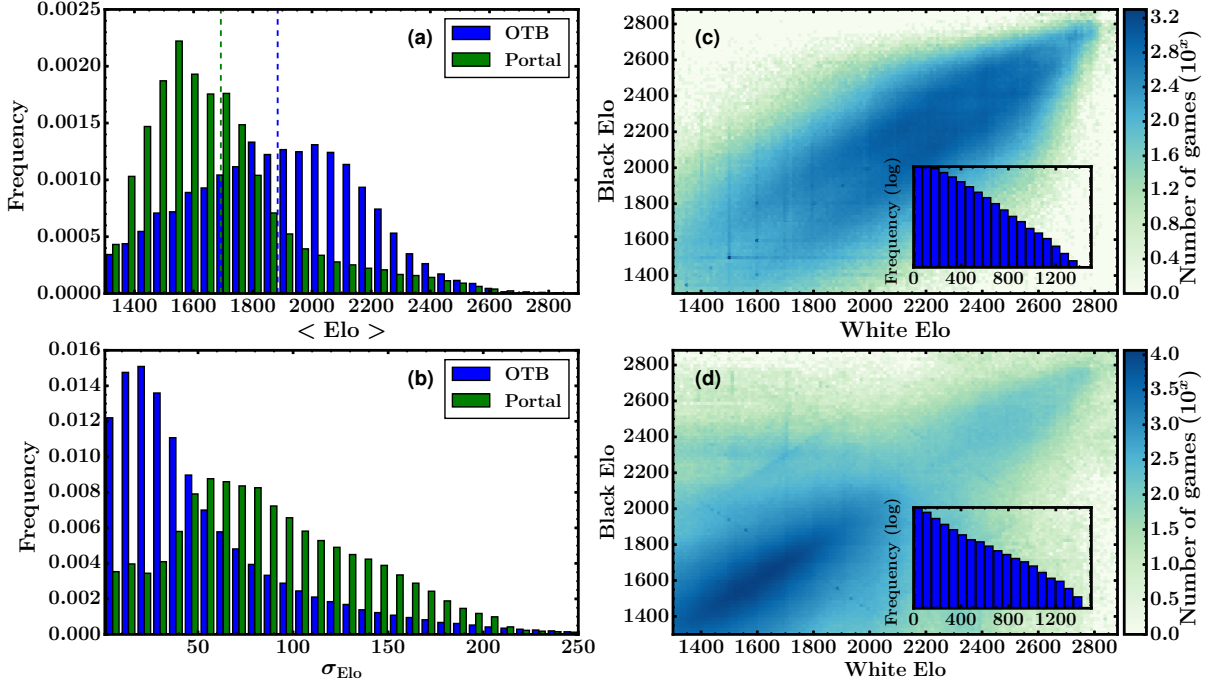 (a)
OTB
Portal
0.0025
0.0020
0.0015
0.0010
0.0005
0.0000
Frequency
1400 1600 1800 2000 2200 2400 2600 2800
< Elo >
(c)
2800
2600
2400
2200
2000
1800
1600
1400
Black Elo
1400 1600 1800 2000 2200 2400 2600 2800
White Elo
Frequency (log)
0 400 800 1200
3.2
2.8
2.4
2.0
1.6
1.2
0.8
0.4
0.0
Number of games (10^x)
(b)
OTB
Portal
0.016
0.014
0.012
0.010
0.008
0.006
0.004
0.002
0.000
Frequency
50 100 150 200 250
σ_Elo
(d)
2800
2600
2400
2200
2000
1800
1600
1400
Black Elo
1400 1600 1800 2000 2200 2400 2600 2800
White Elo
Frequency (log)
0 400 800 1200
4.0
3.5
3.0
2.5
2.0
1.5
1.0
0.5
0.0
Number of games (10^x)